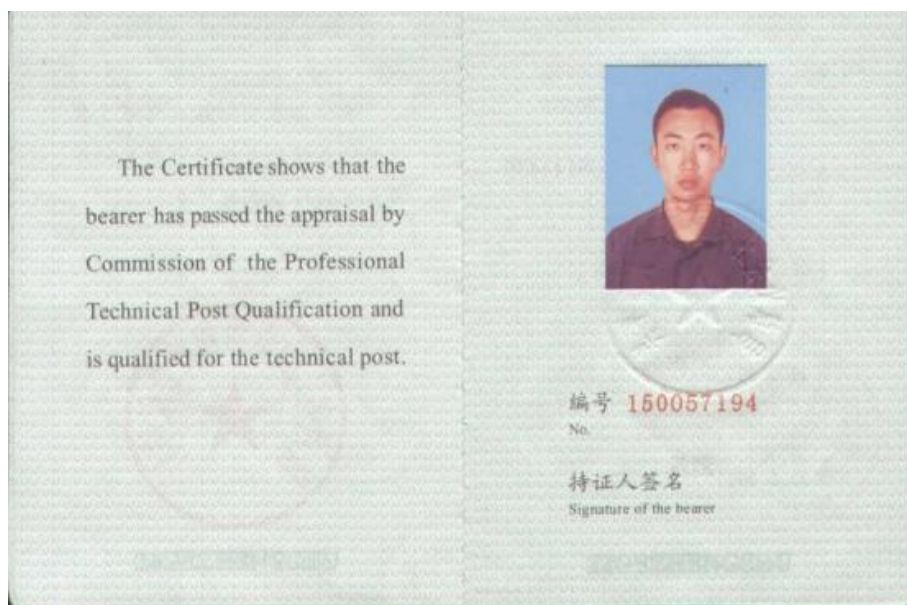 The Certificate shows that the
bearer has passed the appraisal by
Commission of the Professional
Technical Post Qualification and
is qualified for the technical post.
编号 150057194
No.
持证人签名
Signature of the bearer